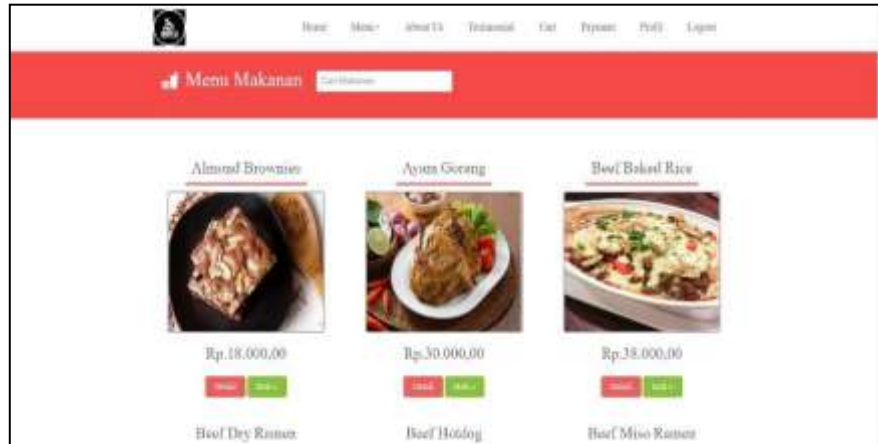 Home Menu About Us Testimonial Cart Payment Profil Logout
Menu Makanan Cari Makanan
Almond Brownies Ayam Goreng Beef Baked Rice
Rp.18.000,00 Rp.30.000,00 Rp.38.000,00
Detail Detail Detail
Beef Dry Ramen Beef Hotdog Beef Miso Ramen